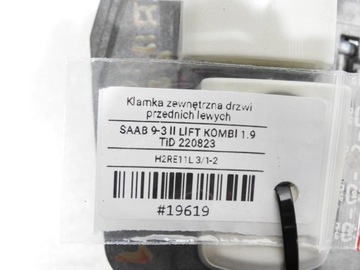 Klamka zewnętrzna drzwi
przednich lewych
SAAB 9-3 II LIFT KOMBI 1.9
TiD 220823
H2RE11L 3/1-2
#19619